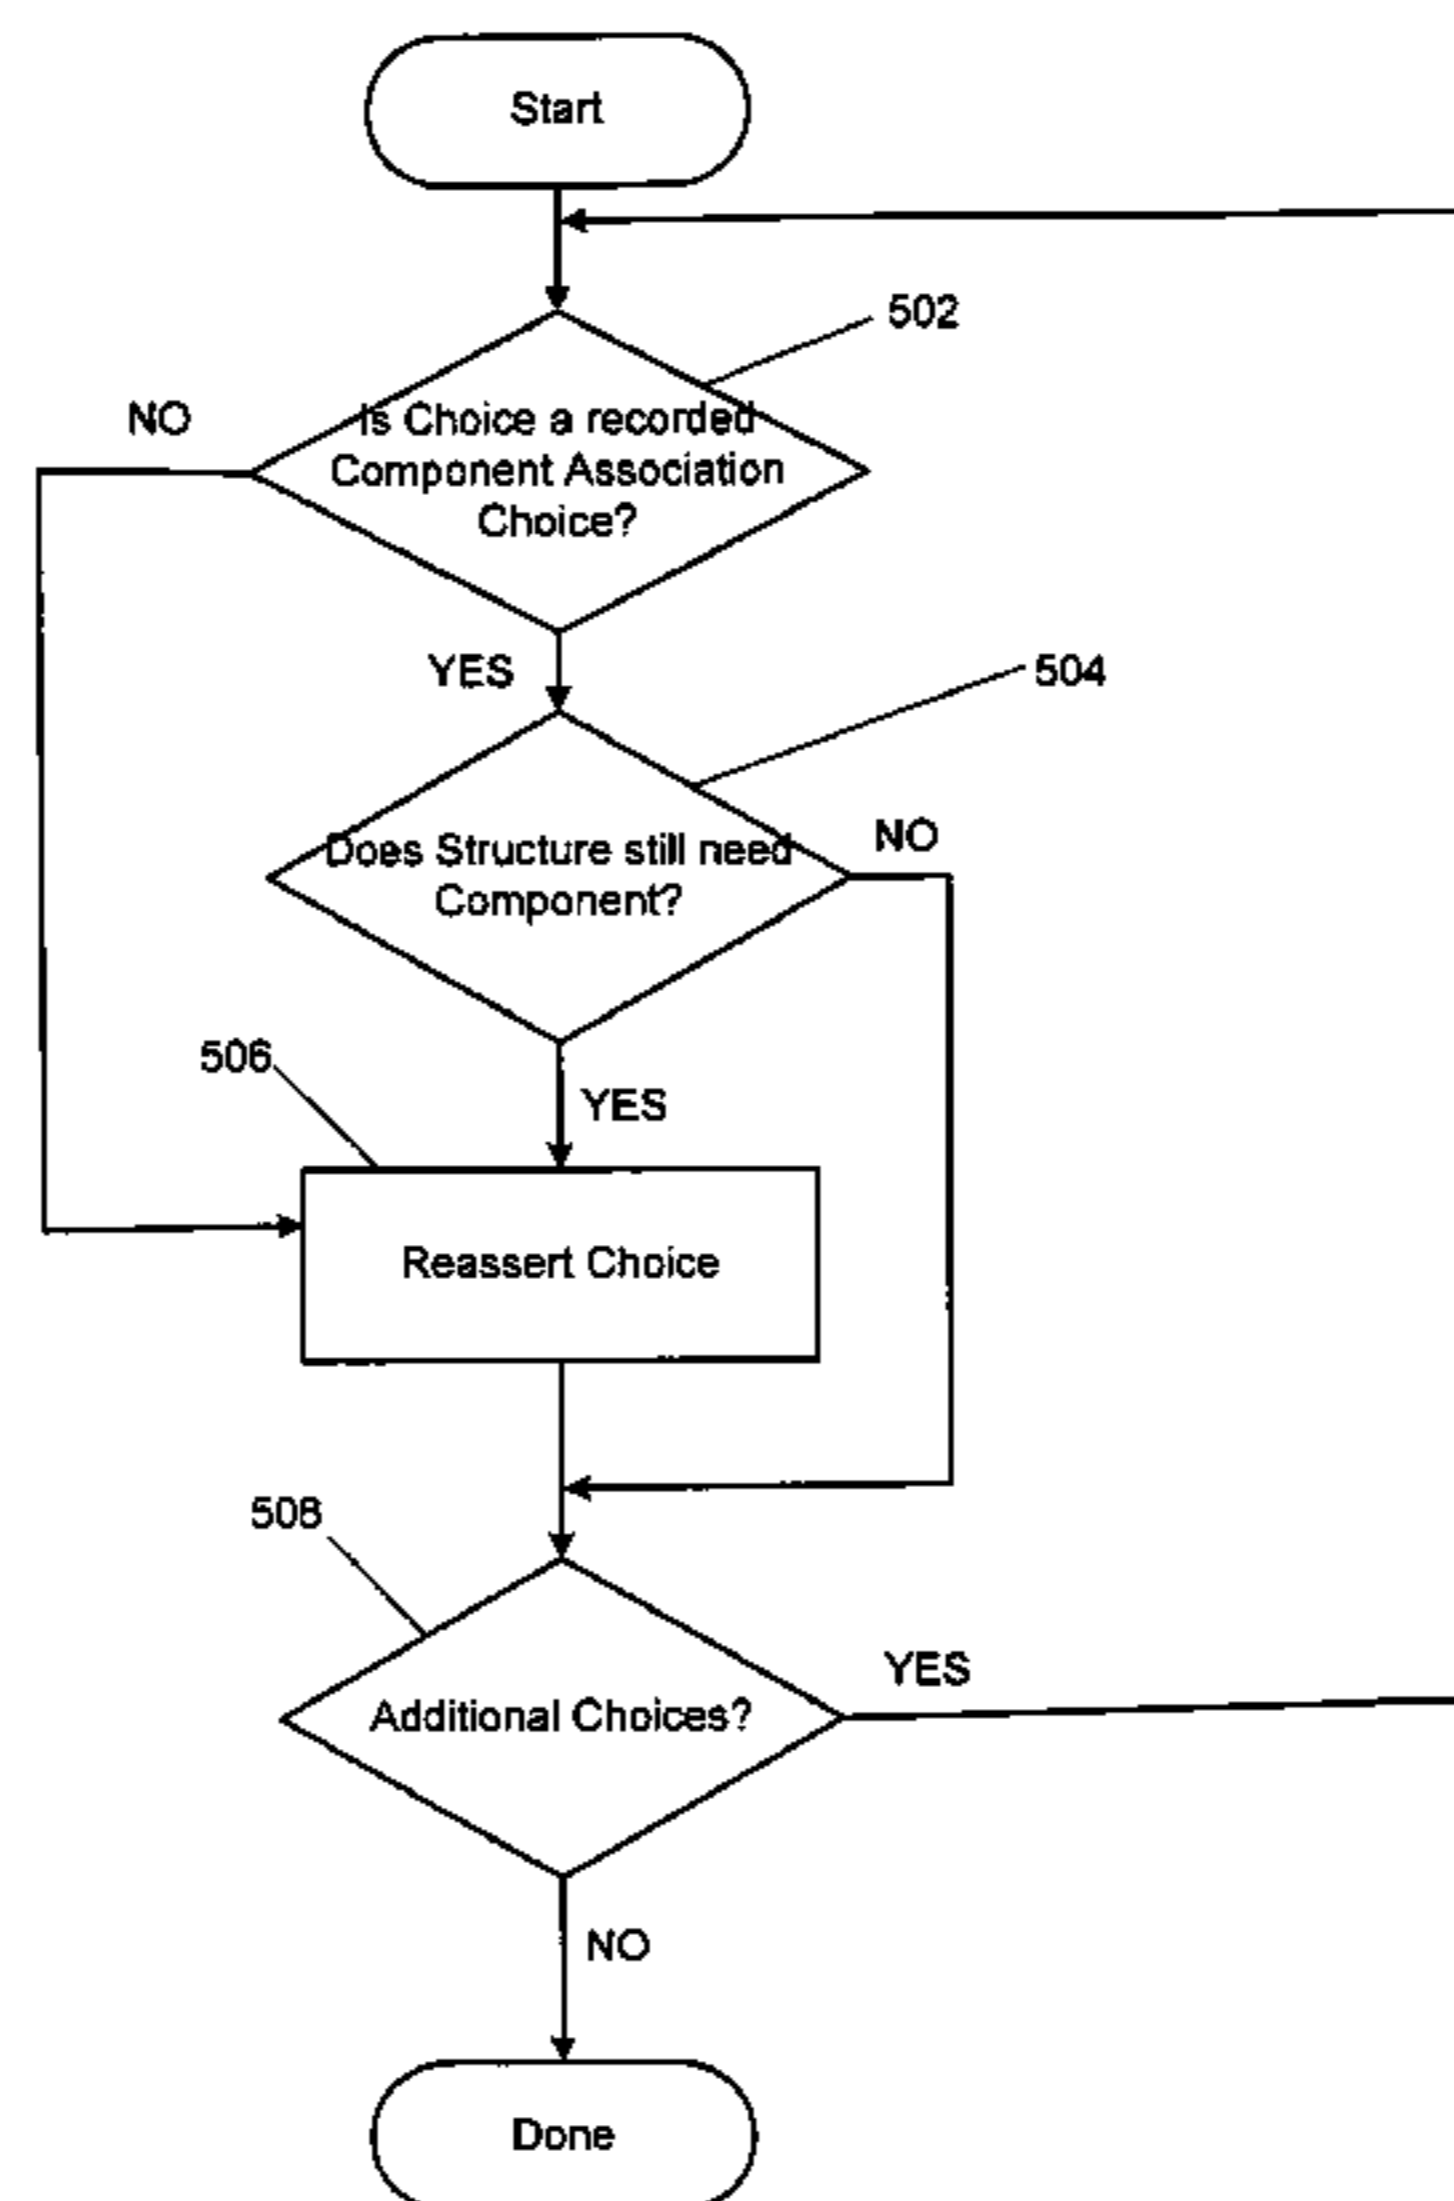 Start
502
NO
Is Choice a recorded
Component Association
Choice?
YES
504
Does Structure still need
Component?
NO
506
YES
Reassert Choice
508
Additional Choices?
YES
NO
Done